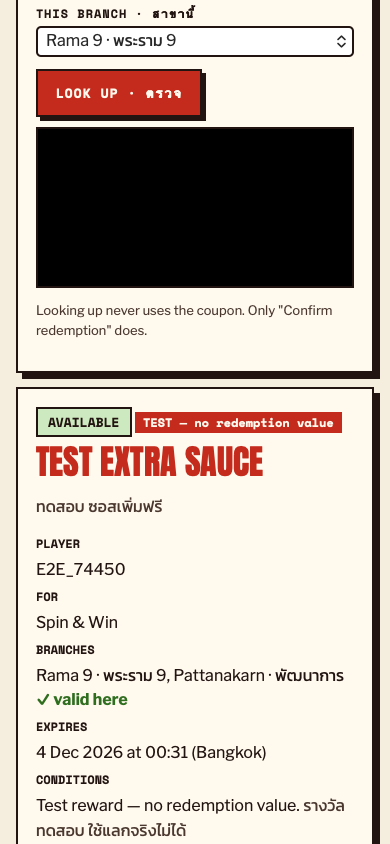 THIS BRANCH · สาขานี้
Rama 9 · พระราม 9
LOOK UP · ตรวจ
Looking up never uses the coupon. Only "Confirm
redemption" does.
AVAILABLE TEST — no redemption value
TEST EXTRA SAUCE
ทดสอบ ซอสเพิ่มฟรี
PLAYER
E2E_74450
FOR
Spin & Win
BRANCHES
Rama 9 · พระราม 9, Pattanakarn · พัฒนาการ
✓ valid here
EXPIRES
4 Dec 2026 at 00:31 (Bangkok)
CONDITIONS
Test reward — no redemption value. รางวัล
ทดสอบ ใช้แลกจริงไม่ได้